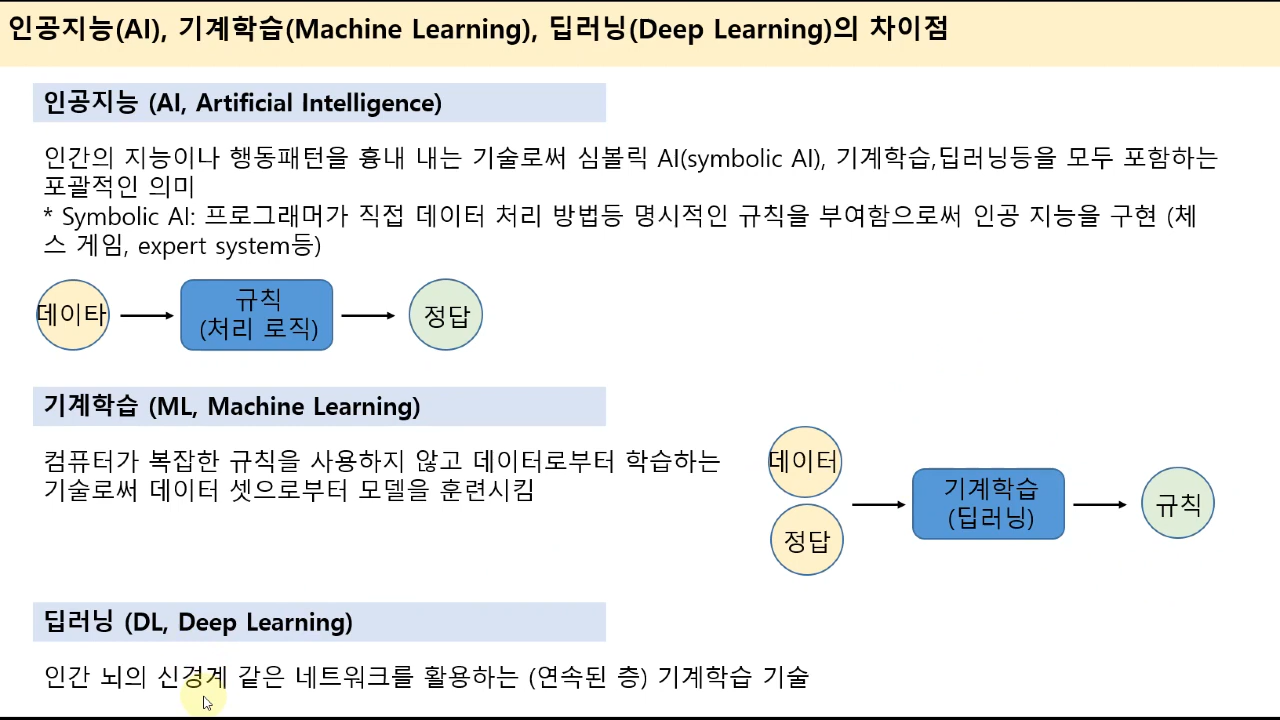 인공지능(AI), 기계학습(Machine Learning), 딥러닝(Deep Learning)의 차이점
인공지능 (AI, Artificial Intelligence)
인간의 지능이나 행동패턴을 흉내 내는 기술로써 심볼릭 AI(symbolic AI), 기계학습,딥러닝등을 모두 포함하는
포괄적인 의미
* Symbolic AI: 프로그래머가 직접 데이터 처리 방법등 명시적인 규칙을 부여함으로써 인공 지능을 구현 (체
스 게임, expert system등)
데이타
규칙
(처리 로직)
정답
기계학습 (ML, Machine Learning)
컴퓨터가 복잡한 규칙을 사용하지 않고 데이터로부터 학습하는
기술로써 데이터 셋으로부터 모델을 훈련시킴
데이터
정답
기계학습
(딥러닝)
규칙
딥러닝 (DL, Deep Learning)
인간 뇌의 신경계 같은 네트워크를 활용하는 (연속된 층) 기계학습 기술